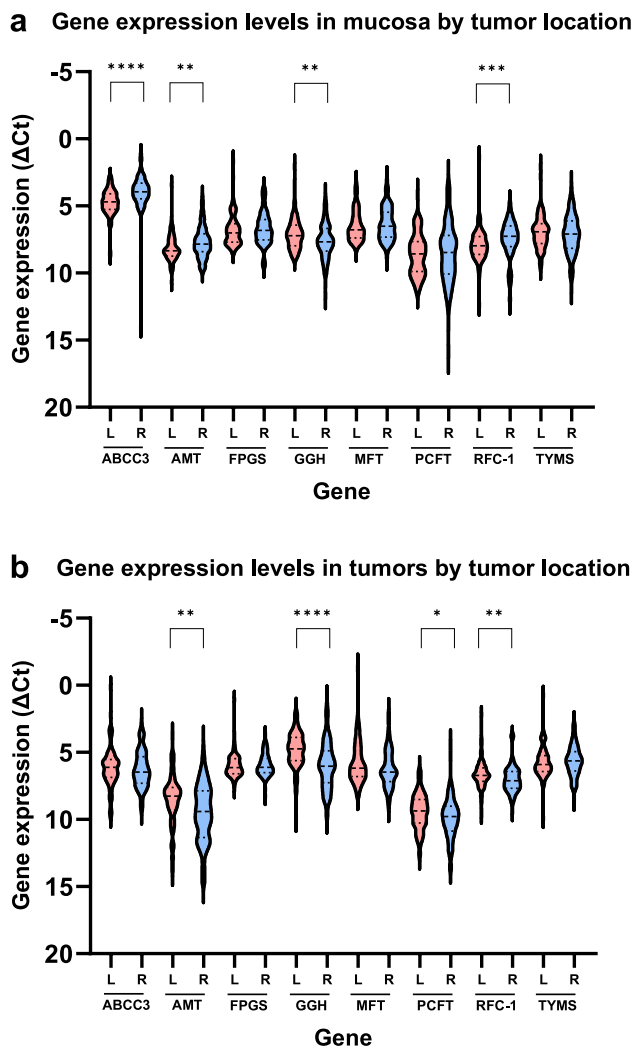 a Gene expression levels in mucosa by tumor location
Gene expression (ΔCt)
-5
0
5
10
15
20
**** ** ** ***
L R L R L R L R L R L R L R L R
ABCC3 AMT FPGS GGH MFT PCFT RFC-1 TYMS
Gene
b Gene expression levels in tumors by tumor location
Gene expression (ΔCt)
-5
0
5
10
15
20
** **** * **
L R L R L R L R L R L R L R L R
ABCC3 AMT FPGS GGH MFT PCFT RFC-1 TYMS
Gene